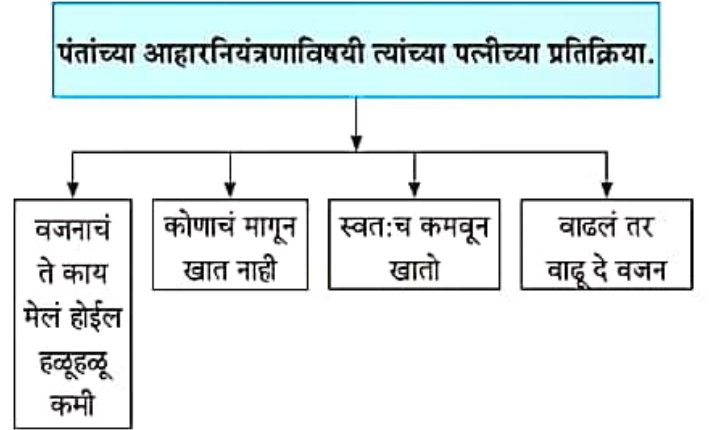 पंतांच्या आहारनियंत्रणाविषयी त्यांच्या पत्नीच्या प्रतिक्रिया.
वजनाचं
ते काय
मेलं होईल
हळूहळू
कमी
कोणाचं मागून
खात नाही
स्वत:च कमवून
खातो
वाढलं तर
वाढू दे वजन